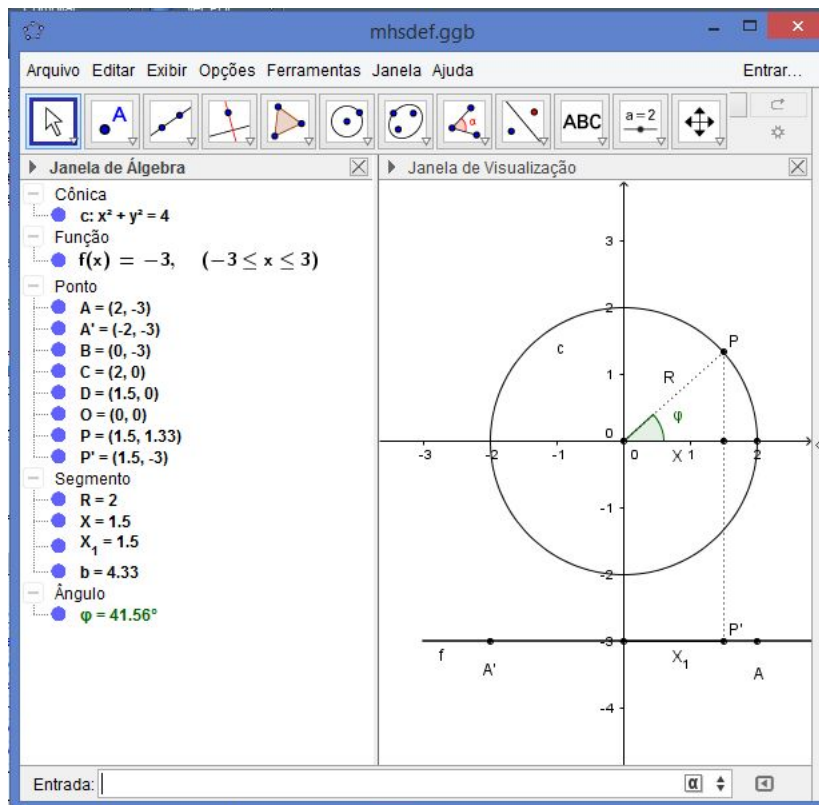 mhsdef.ggb
Arquivo Editar Exibir Opções Ferramentas Janela Ajuda Entrar...
A α ABC a=2
Janela de Álgebra
Cônica
c: x² + y² = 4
Função
f(x) = −3, (−3 ≤ x ≤ 3)
Ponto
A = (2, -3)
A' = (-2, -3)
B = (0, -3)
C = (2, 0)
D = (1.5, 0)
O = (0, 0)
P = (1.5, 1.33)
P' = (1.5, -3)
Segmento
R = 2
X = 1.5
X₁ = 1.5
b = 4.33
Ângulo
φ = 41.56°
Janela de Visualização
3
2
c
P
1
R
φ
0
-3 -2 -1 0 1 2
X
-1
-2
-3
P'
f
A'
X₁
A
-4
Entrada:
α